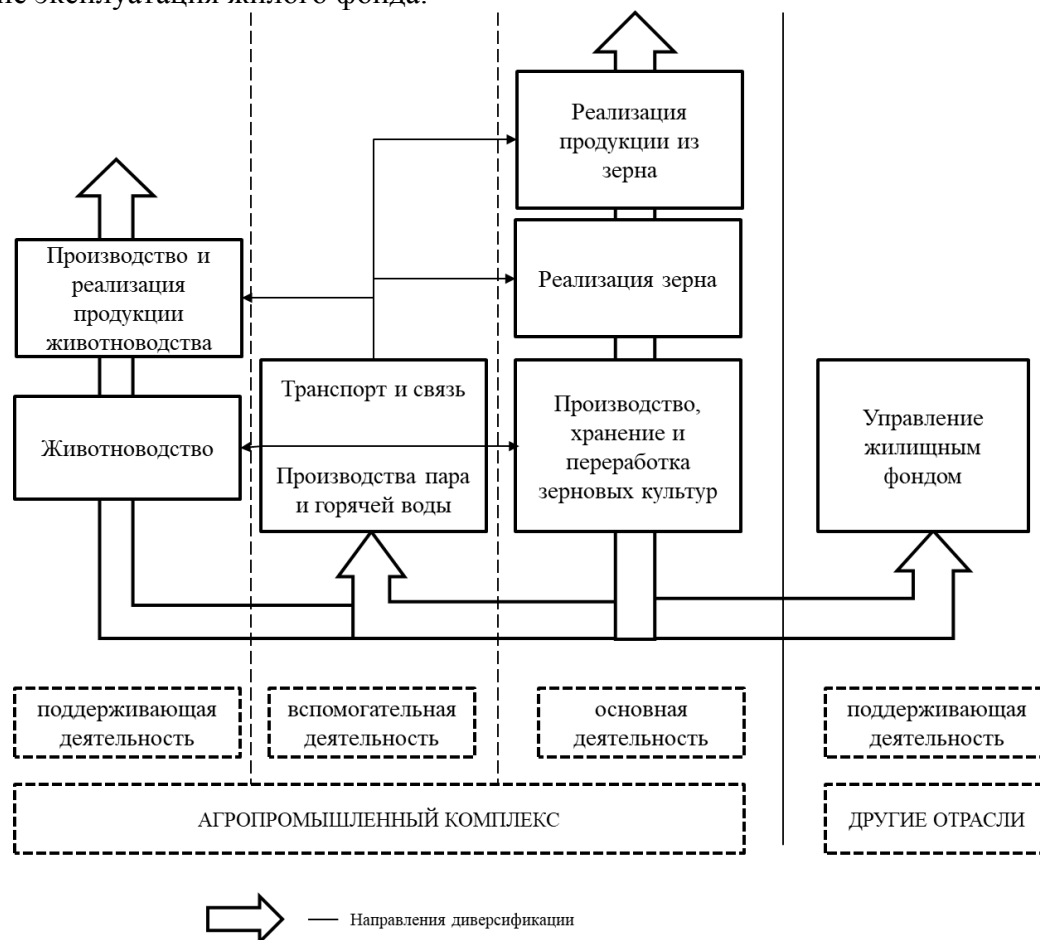 эксплуатация жилого фонда.
Реализация
продукции из
зерна
Производство и
реализация
продукции
животноводства
Реализация зерна
Транспорт и связь
Производства пара
и горячей воды
Животноводство
Производство,
хранение и
переработка
зерновых культур
Управление
жилищным
фондом
поддерживающая
деятельность
вспомогательная
деятельность
основная
деятельность
поддерживающая
деятельность
АГРОПРОМЫШЛЕННЫЙ КОМПЛЕКС
ДРУГИЕ ОТРАСЛИ
— Направления диверсификации